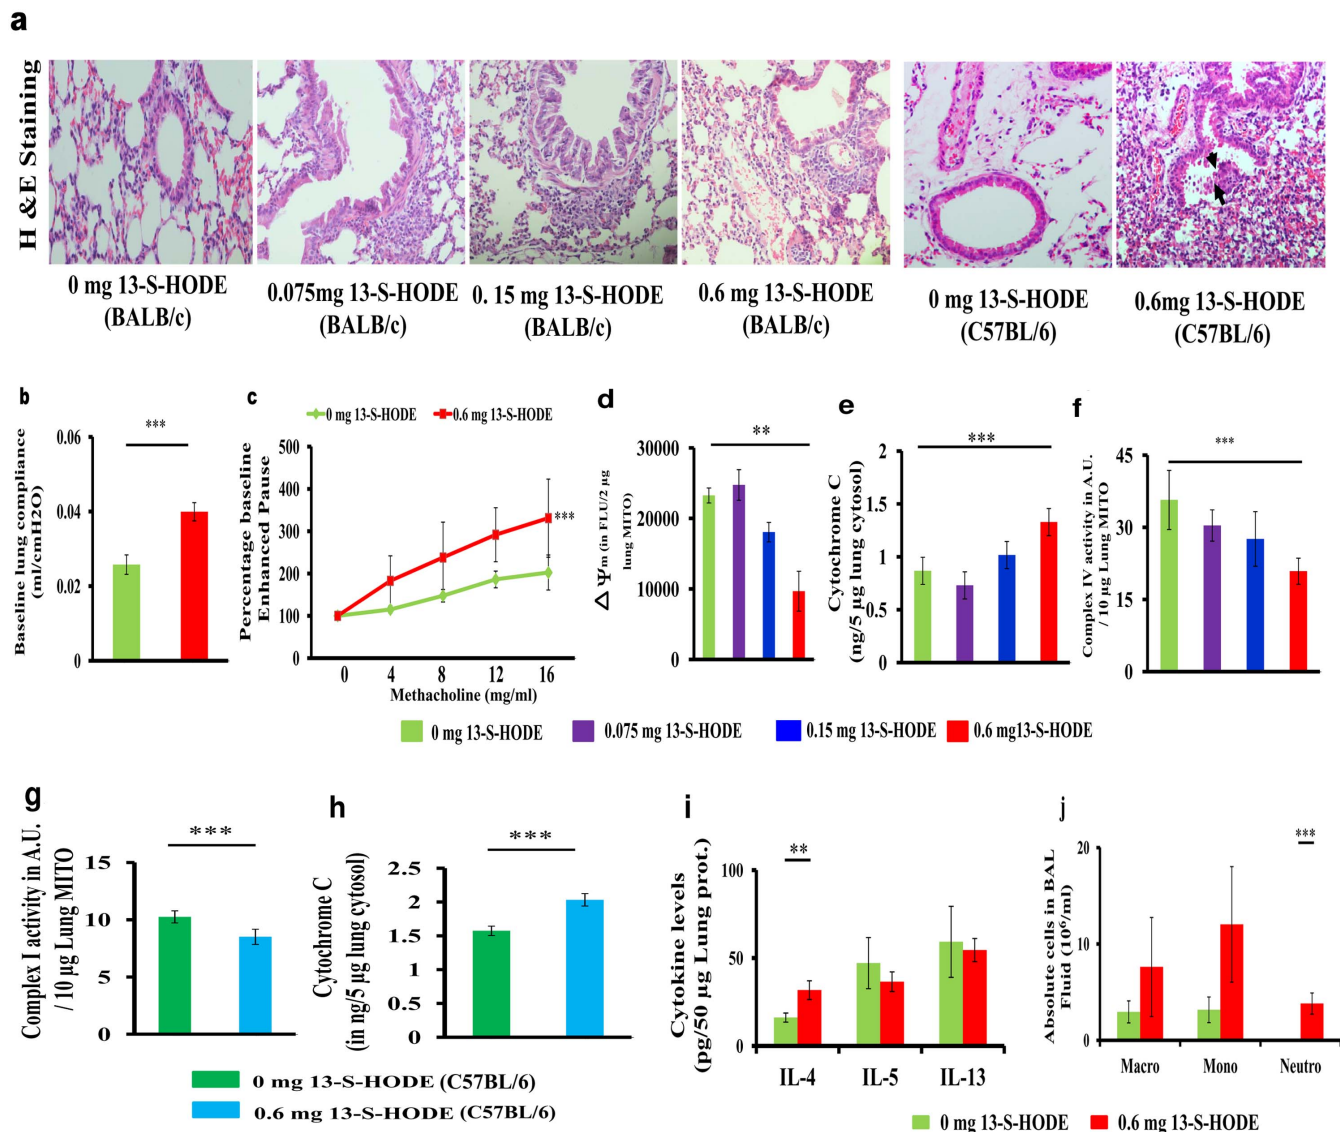 a
H &E Staining
0 mg 13-S-HODE
(BALB/c)
0.075mg 13-S-HODE
(BALB/c)
0. 15 mg 13-S-HODE
(BALB/c)
0.6 mg 13-S-HODE
(BALB/c)
0 mg 13-S-HODE
(C57BL/6)
0.6mg 13-S-HODE
(C57BL/6)
b
Baseline lung compliance
(ml/cmH2O)
0.06
0.04
0.02
0
***
c
0 mg 13-S-HODE
0.6 mg 13-S-HODE
Percentage baseline
Enhanced Pause
500
400
300
200
100
0
***
0 4 8 12 16
Methacholine (mg/ml)
d
△ Ψm (in FLU/2 µg
lung MITO)
30000
20000
10000
0
**
e
Cytochrome C
(ng/5 µg lung cytosol)
2
1.5
1
0.5
0
***
f
Complex IV activity in A.U.
/ 10 µg Lung MITO
45
30
15
0
***
0 mg 13-S-HODE
0.075 mg 13-S-HODE
0.15 mg 13-S-HODE
0.6 mg13-S-HODE
g
Complex I activity in A.U.
/ 10 µg Lung MITO
15
10
5
0
***
h
Cytochrome C
(in ng/5 µg lung cytosol)
2.5
2
1.5
1
0.5
0
***
0 mg 13-S-HODE (C57BL/6)
0.6 mg 13-S-HODE (C57BL/6)
i
Cytokine levels
(pg/50 µg Lung prot.)
100
50
0
**
IL-4 IL-5 IL-13
j
Absolute cells in BAL
Fluid (10⁶/ml)
20
10
0
***
Macro Mono Neutro
0 mg 13-S-HODE
0.6 mg 13-S-HODE